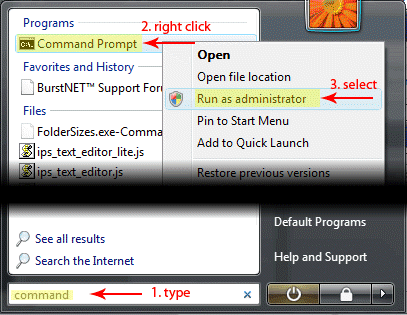 Programs
2. right click
Command Prompt
Open
Favorites and History
Open file location
3. select
BurstNET™ Support Foru
Run as administrator
Files
Pin to Start Menu
FolderSizes.exe-Comma
Add to Quick Launch
ips_text_editor_lite.js
ips_text_editor.js
Restore previous versions
Default Programs
See all results
Help and Support
Search the Internet
command
1. type